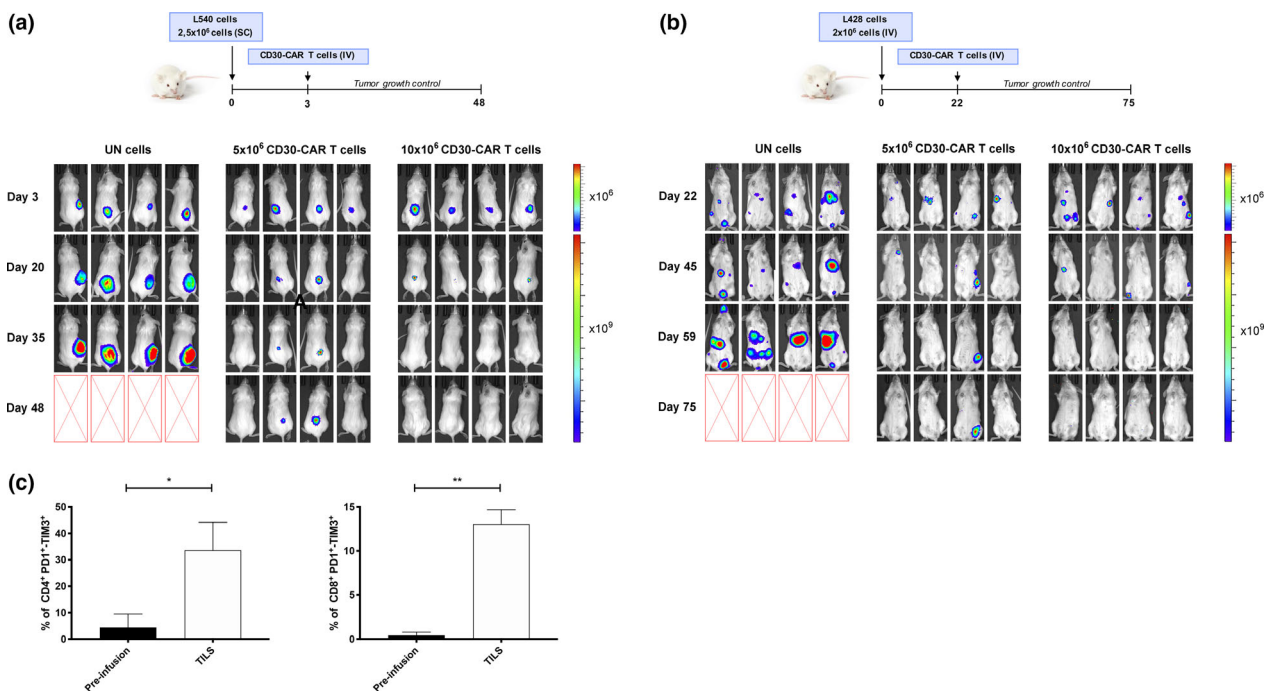 (a)
L540 cells
2,5x10⁶ cells (SC)
CD30-CAR T cells (IV)
Tumor growth control
0
3
48
UN cells
5x10⁶ CD30-CAR T cells
10x10⁶ CD30-CAR T cells
Day 3
x10⁶
Day 20
A
Day 35
x10⁹
Day 48
(b)
L428 cells
2x10⁶ cells (IV)
CD30-CAR T cells (IV)
Tumor growth control
0
22
75
UN cells
5x10⁶ CD30-CAR T cells
10x10⁶ CD30-CAR T cells
Day 22
x10⁶
Day 45
Day 59
x10⁹
Day 75
(c)
*
% of CD4⁺ PD1⁺-TIM3⁺
50
40
30
20
10
0
Pre-infusion
TILS
**
% of CD8⁺ PD1⁺-TIM3⁺
15
10
5
0
Pre-infusion
TILS